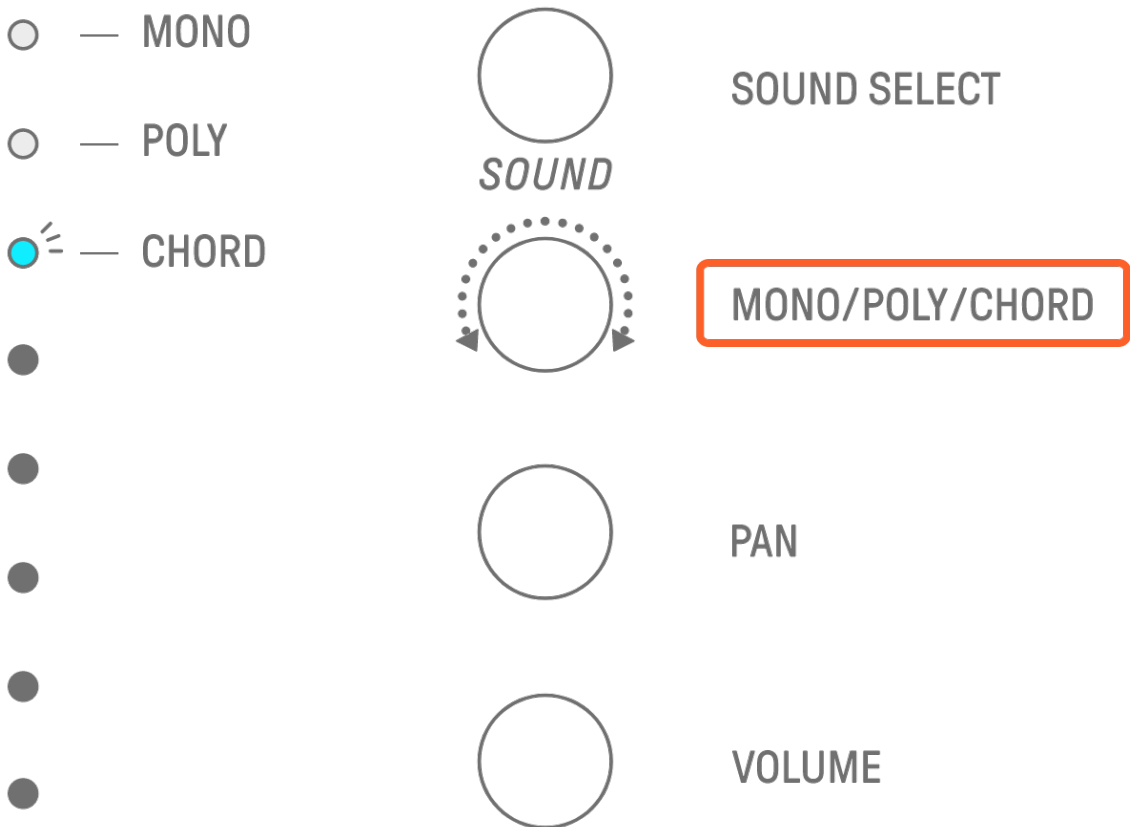 MONO
POLY
CHORD
SOUND SELECT
SOUND
MONO/POLY/CHORD
PAN
VOLUME